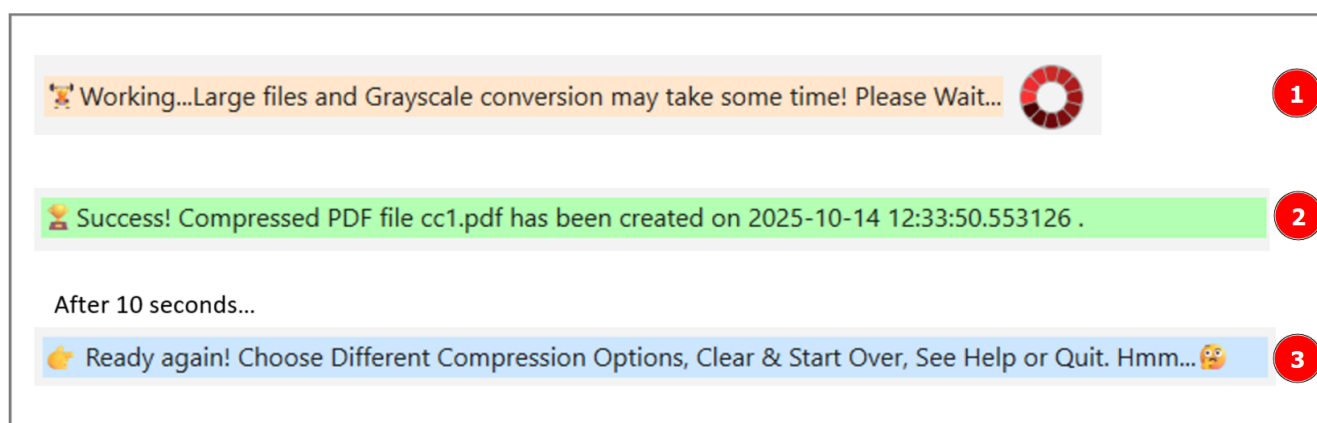 🏋Working...Large files and Grayscale conversion may take some time! Please Wait...
1
🏆 Success! Compressed PDF file cc1.pdf has been created on 2025-10-14 12:33:50.553126 .
2
After 10 seconds...
👉 Ready again! Choose Different Compression Options, Clear & Start Over, See Help or Quit. Hmm...🤔
3